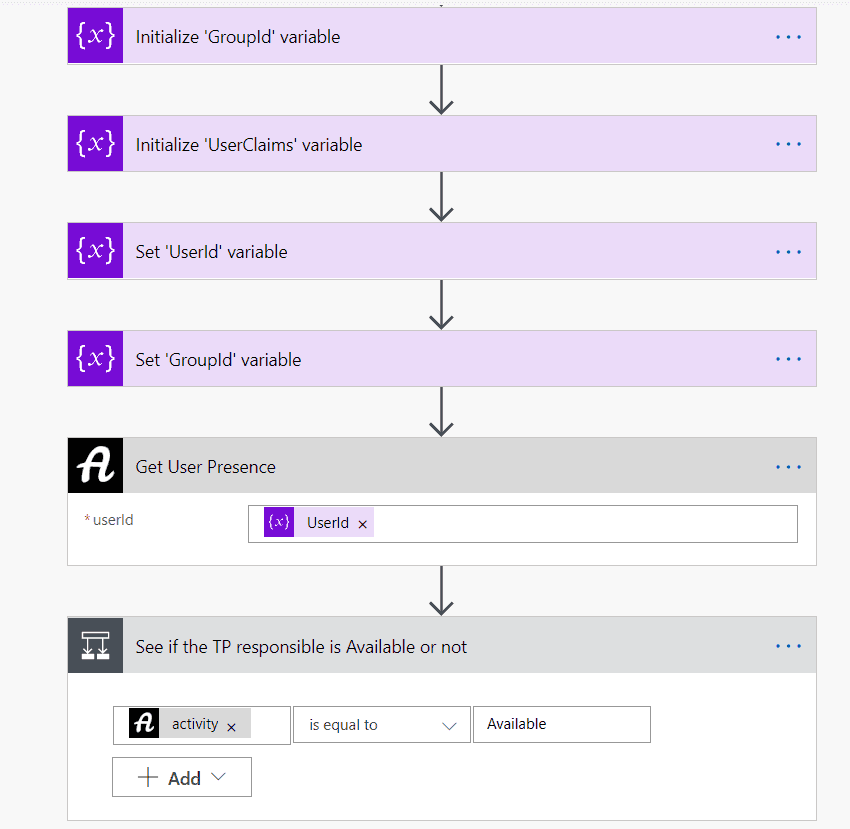 {x} Initialize 'GroupId' variable ...
{x} Initialize 'UserClaims' variable ...
{x} Set 'UserId' variable ...
{x} Set 'GroupId' variable ...
A Get User Presence ...
*userId {x} UserId ×
See if the TP responsible is Available or not ...
A activity × is equal to Available
+ Add